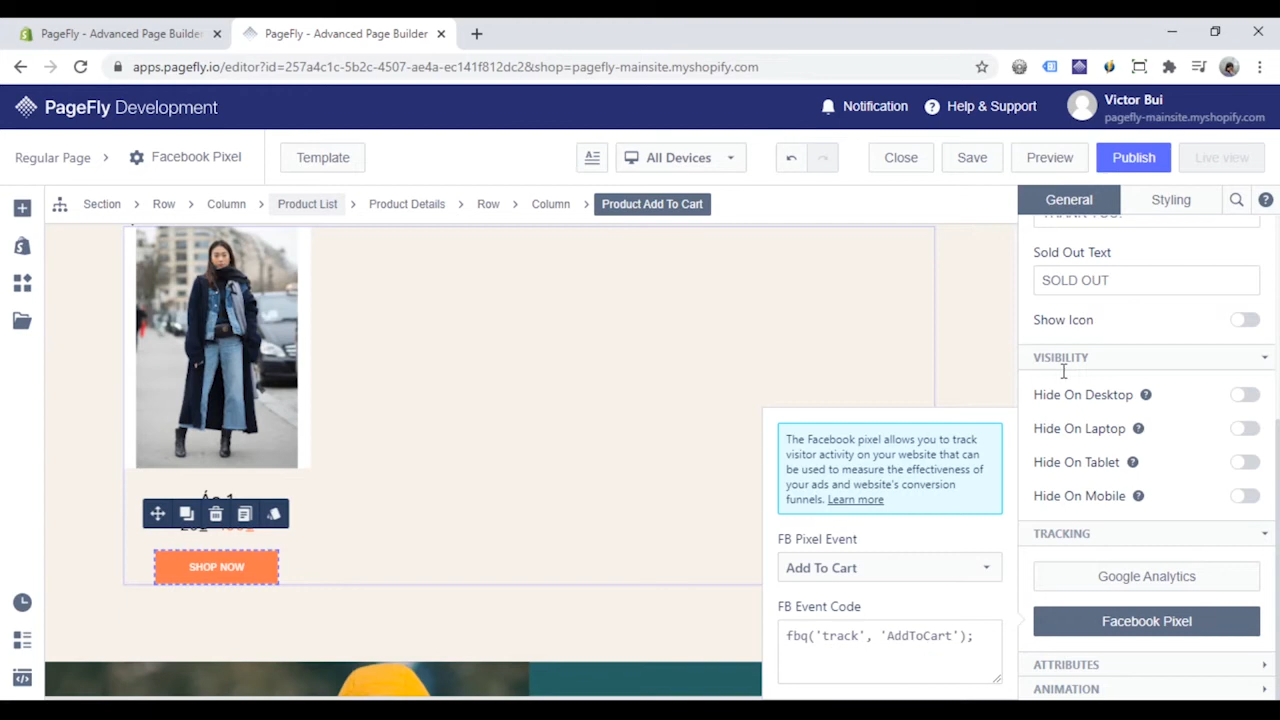 PageFly - Advanced Page Builder
PageFly - Advanced Page Builder
apps.pagefly.io/editor?id=257a4c1c-5b2c-4507-ae4a-ec141f812dc2&shop=pagefly-mainsite.myshopify.com
PageFly Development
Notification
Help & Support
Victor Bui
pagefly-mainsite.myshopify.com
Regular Page
Facebook Pixel
Template
All Devices
Close
Save
Preview
Publish
Live view
Section
Row
Column
Product List
Product Details
Row
Column
Product Add To Cart
General
Styling
Sold Out Text
SOLD OUT
Show Icon
VISIBILITY
Hide On Desktop
Hide On Laptop
Hide On Tablet
Hide On Mobile
TRACKING
Google Analytics
Facebook Pixel
ATTRIBUTES
ANIMATION
The Facebook pixel allows you to track
visitor activity on your website that can
be used to measure the effectiveness of
your ads and website's conversion
funnels. Learn more
FB Pixel Event
Add To Cart
FB Event Code
fbq('track', 'AddToCart');
SHOP NOW